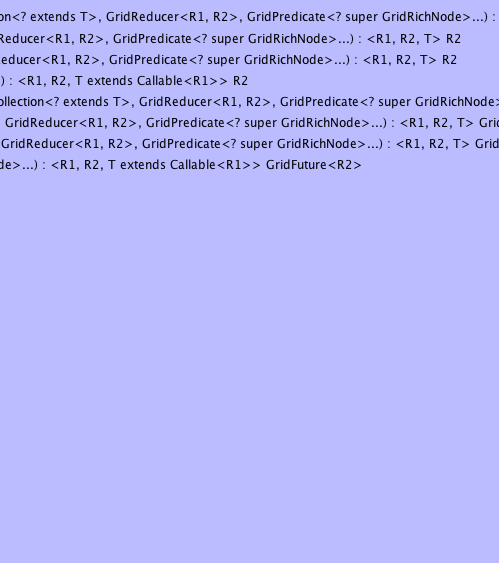 on<? extends T>, GridReducer<R1, R2>, GridPredicate<? super GridRichNode>...) :
Reducer<R1, R2>, GridPredicate<? super GridRichNode>...) : <R1, R2, T> R2
educer<R1, R2>, GridPredicate<? super GridRichNode>...) : <R1, R2, T> R2
) : <R1, R2, T extends Callable<R1>> R2
ollection<? extends T>, GridReducer<R1, R2>, GridPredicate<? super GridRichNode>
GridReducer<R1, R2>, GridPredicate<? super GridRichNode>...) : <R1, R2, T> Grid
GridReducer<R1, R2>, GridPredicate<? super GridRichNode>...) : <R1, R2, T> Grid
de>...) : <R1, R2, T extends Callable<R1>> GridFuture<R2>